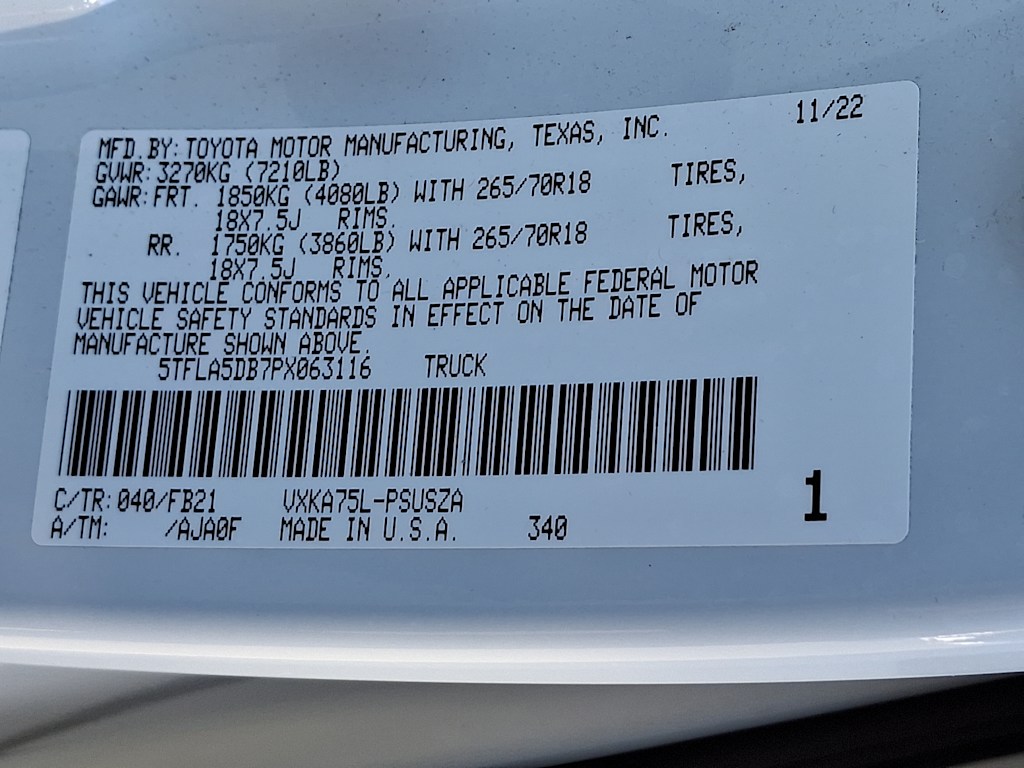 11/22
MFD.BY:TOYOTA MOTOR MANUFACTURING, TEXAS, INC.
GVWR:3270KG (7210LB)
GAWR:FRT. 1850KG (4080LB) WITH 265/70R18 TIRES,
18X7.5J RIMS,
RR. 1750KG (3860LB) WITH 265/70R18 TIRES,
18X7.5J RIMS,
THIS VEHICLE CONFORMS TO ALL APPLICABLE FEDERAL MOTOR
VEHICLE SAFETY STANDARDS IN EFFECT ON THE DATE OF
MANUFACTURE SHOWN ABOVE.
5TFLA5DB7PX063116 TRUCK
C/TR:040/FB21 VXKA75L-PSUSZA
A/TM: /AJA0F MADE IN U.S.A. 340
1